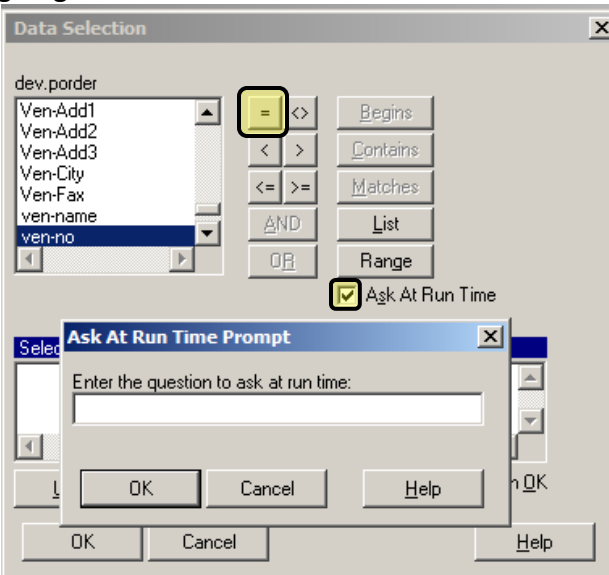 Data Selection
dev.porder
Ven-Add1
Ven-Add2
Ven-Add3
Ven-City
Ven-Fax
ven-name
ven-no
= <> Begins
< > Contains
<= >= Matches
AND List
OR Range
Ask At Run Time
Selec
Ask At Run Time Prompt
Enter the question to ask at run time:
OK Cancel Help
U
n OK
OK Cancel Help